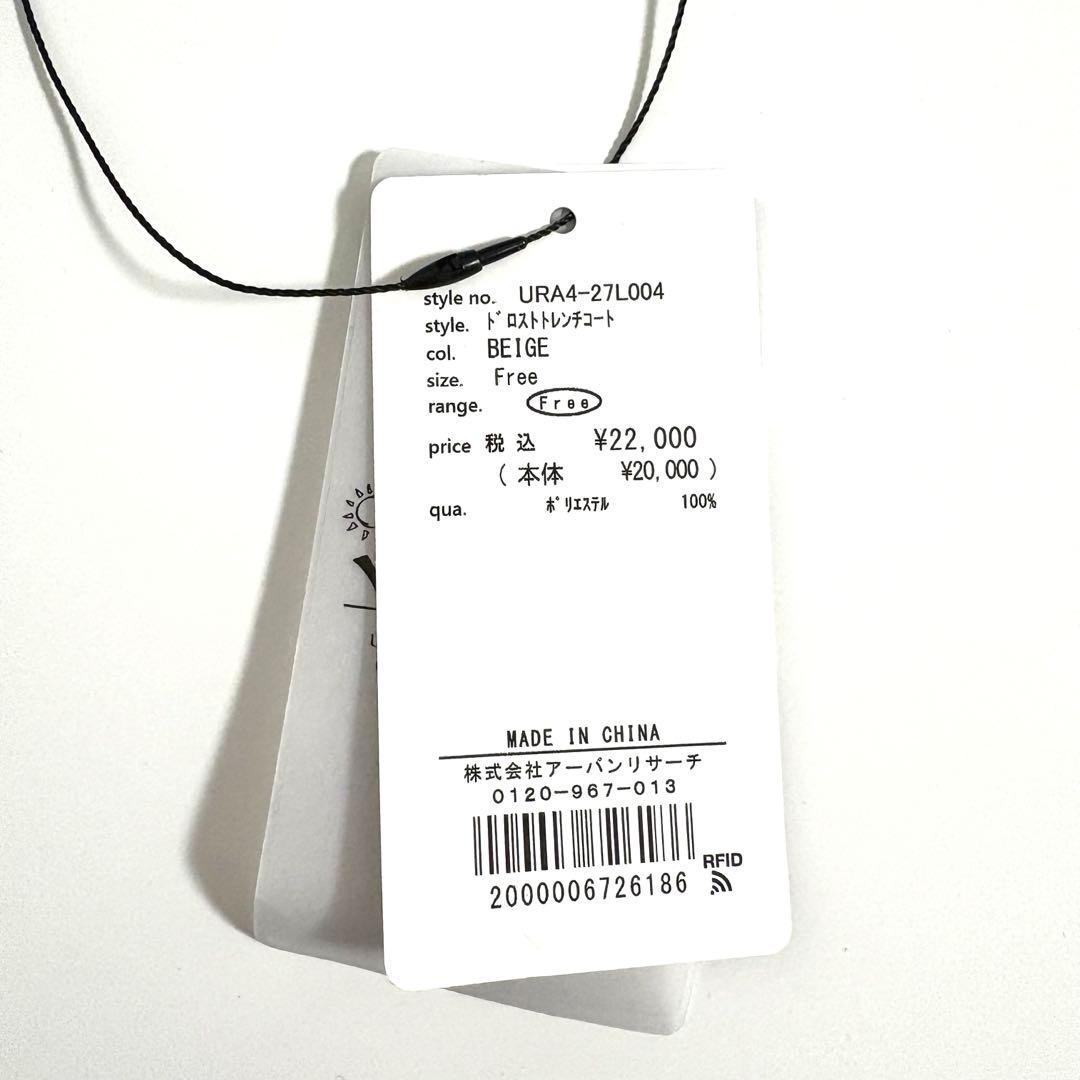 style no. URA4-27L004
style. ﾄﾞﾛｽﾄﾄﾚﾝﾁｺｰﾄ
col. BEIGE
size. Free
range. Free
price 税込 ¥22,000
( 本体 ¥20,000 )
qua. ﾎﾟﾘｴｽﾃﾙ 100%
MADE IN CHINA
株式会社アーバンリサーチ
0120-967-013
RFID
2000006726186